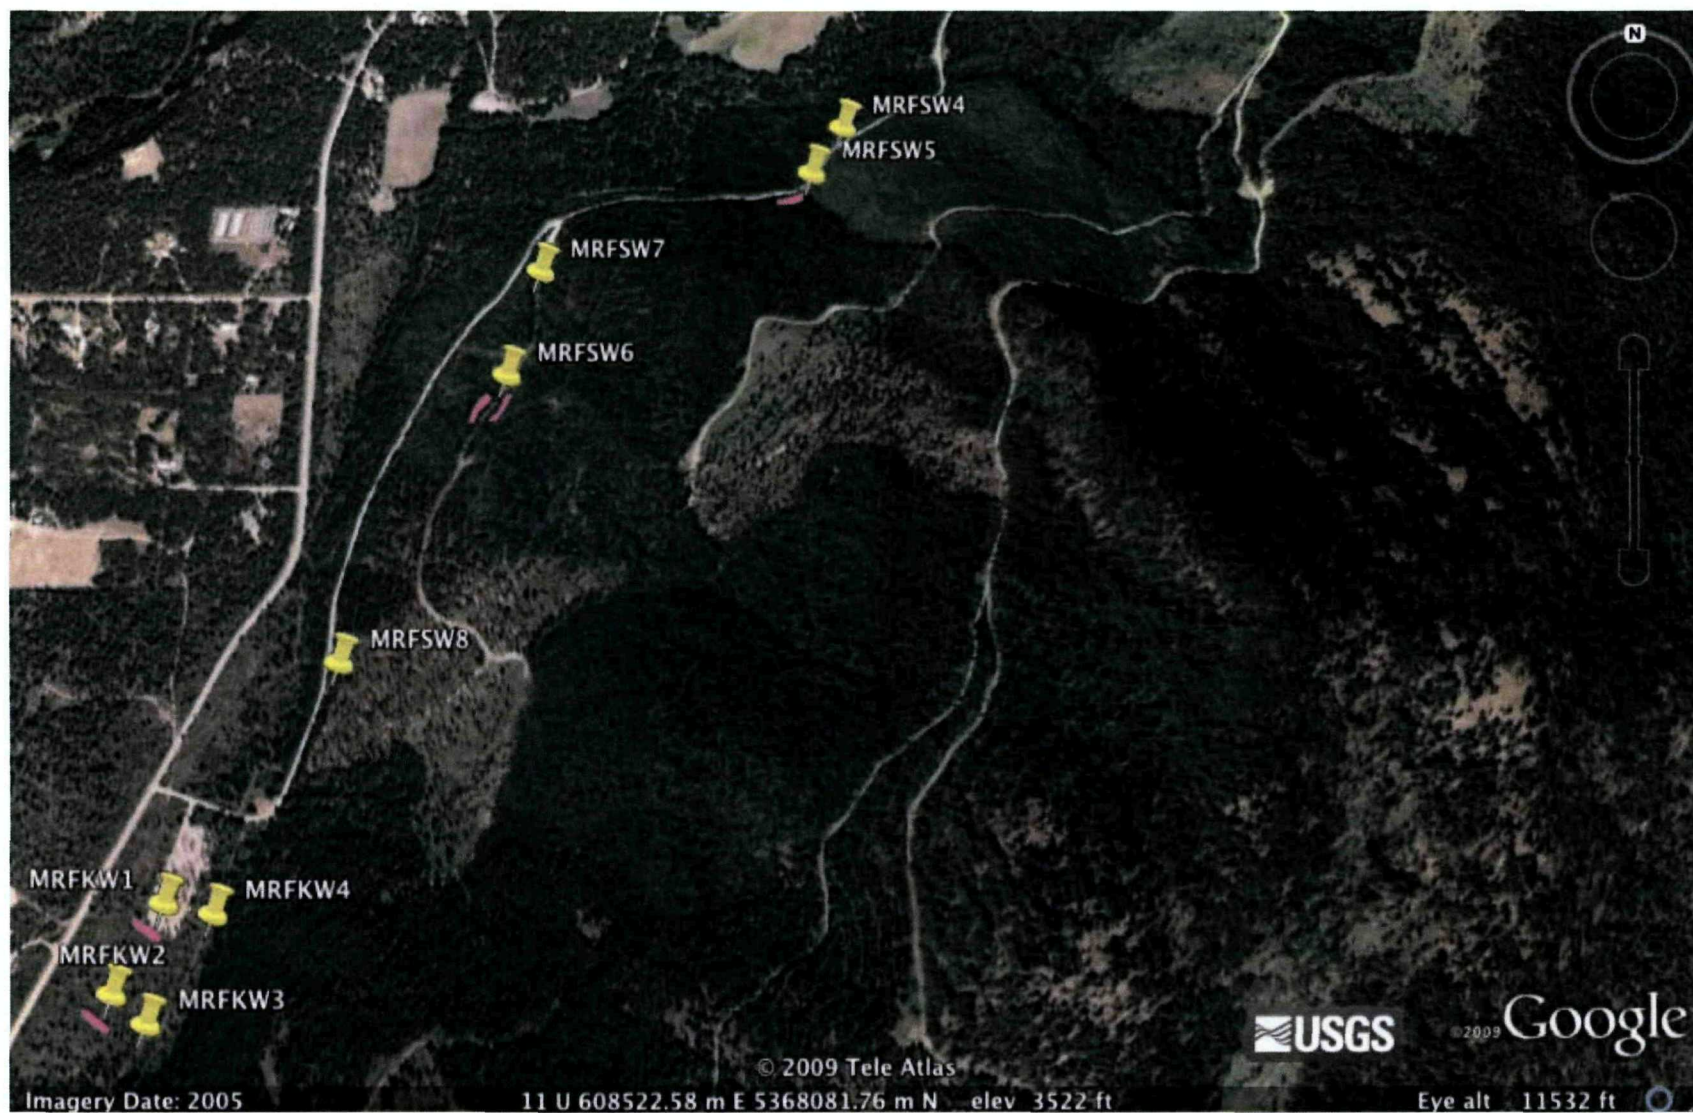 N
MRFSW4
MRFSW5
MRFSW7
MRFSW6
MRFSW8
MRFKW1
MRFKW4
MRFKW2
MRFKW3
USGS
©2009 Google
© 2009 Tele Atlas
Imagery Date: 2005 11 U 608522.58 m E 5368081.76 m N elev 3522 ft Eye alt 11532 ft